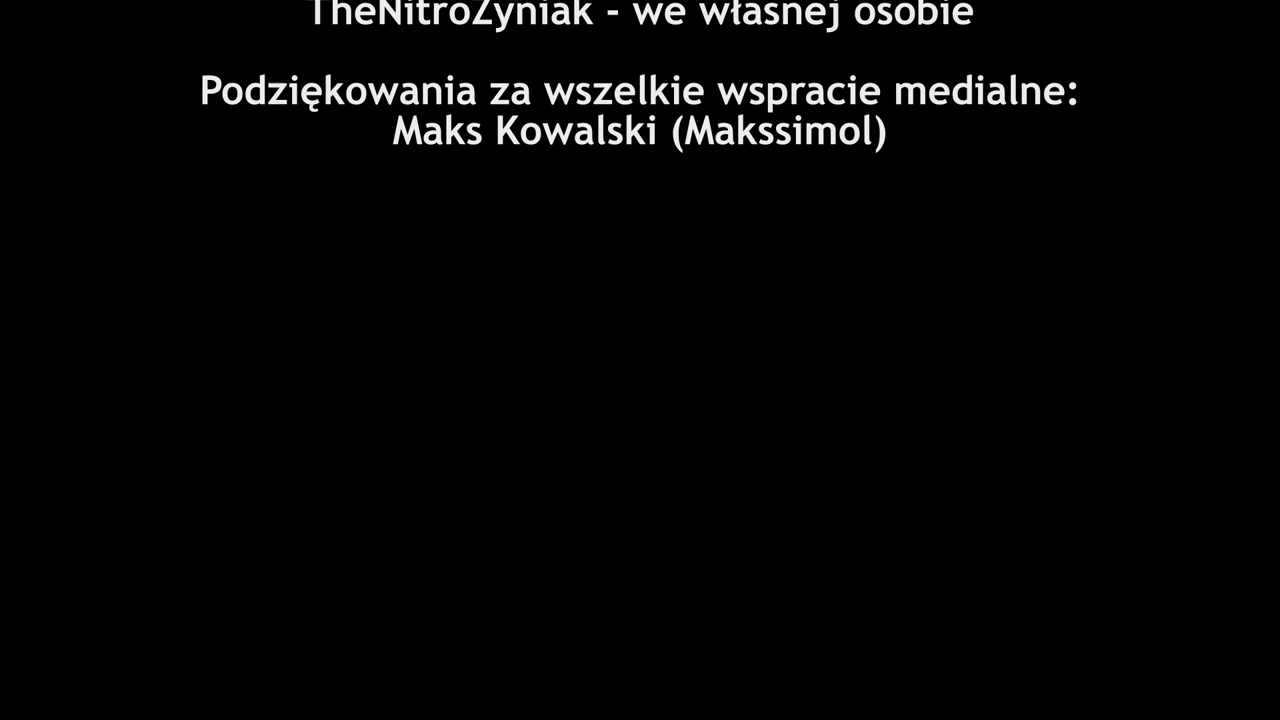 TheNitroZyniak - we własnej osobie
Podziękowania za wszelkie wspracie medialne:
Maks Kowalski (Makssimol)